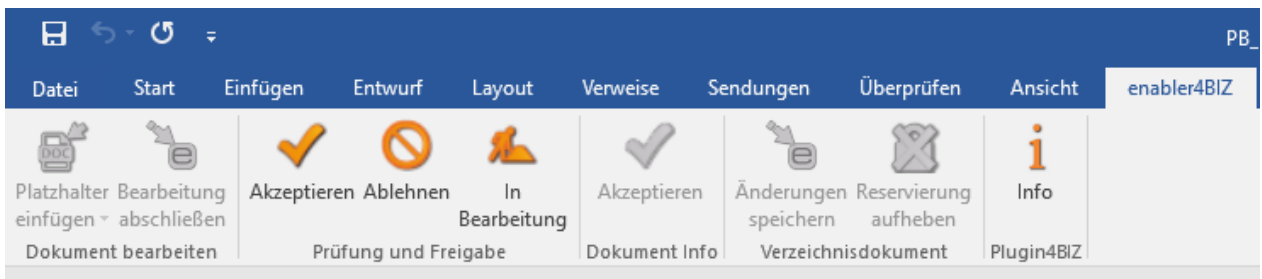 PB_
Datei Start Einfügen Entwurf Layout Verweise Sendungen Überprüfen Ansicht enabler4BIZ
DOC e e
Platzhalter Bearbeitung Akzeptieren Ablehnen In Akzeptieren Änderungen Reservierung Info
einfügen abschließen Bearbeitung speichern aufheben
Dokument bearbeiten Prüfung und Freigabe Dokument Info Verzeichnisdokument Plugin4BIZ